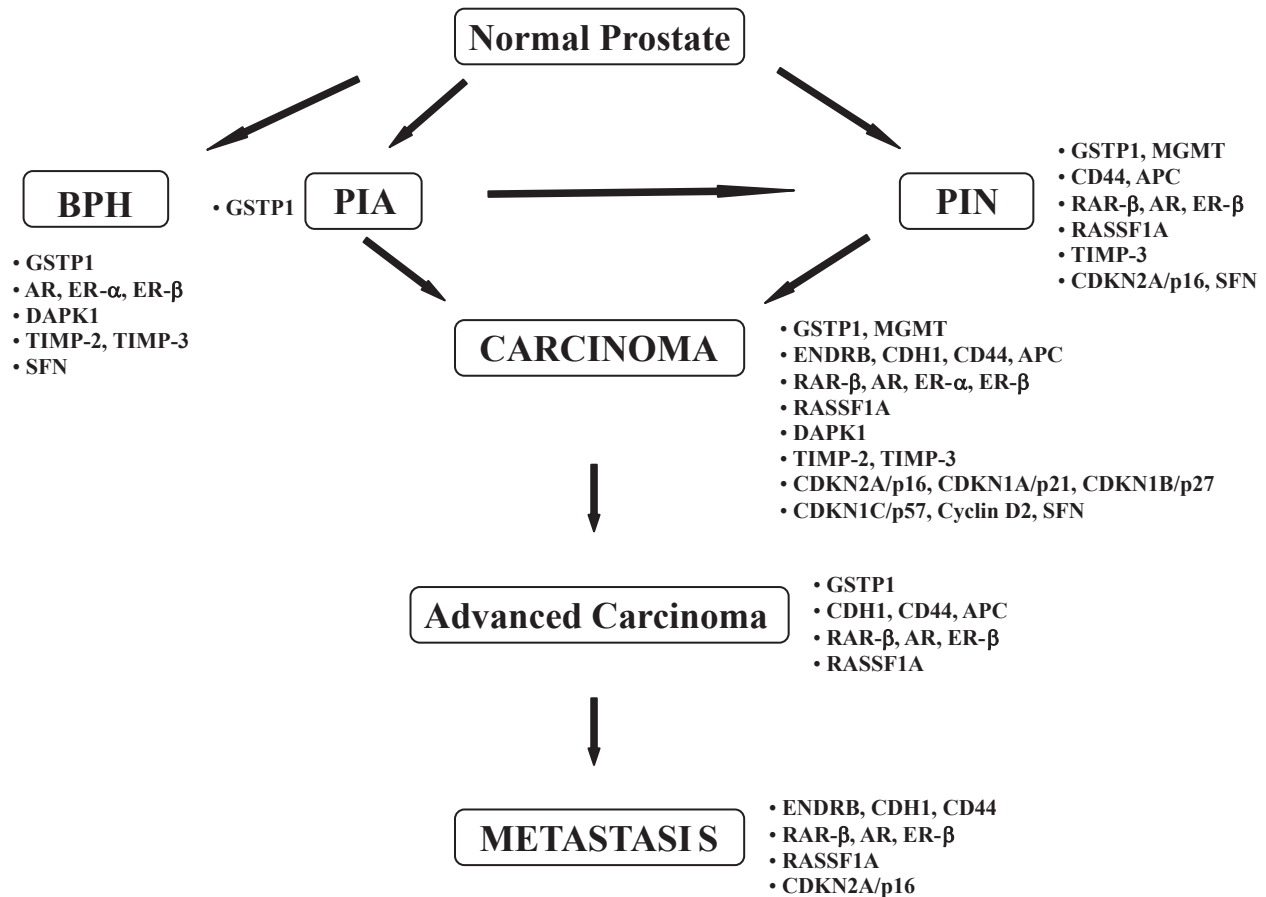 Normal Prostate
BPH
• GSTP1
• AR, ER-α, ER-β
• DAPK1
• TIMP-2, TIMP-3
• SFN
• GSTP1
PIA
PIN
• GSTP1, MGMT
• CD44, APC
• RAR-β, AR, ER-β
• RASSF1A
• TIMP-3
• CDKN2A/p16, SFN
CARCINOMA
• GSTP1, MGMT
• ENDRB, CDH1, CD44, APC
• RAR-β, AR, ER-α, ER-β
• RASSF1A
• DAPK1
• TIMP-2, TIMP-3
• CDKN2A/p16, CDKN1A/p21, CDKN1B/p27
• CDKN1C/p57, Cyclin D2, SFN
Advanced Carcinoma
• GSTP1
• CDH1, CD44, APC
• RAR-β, AR, ER-β
• RASSF1A
METASTASIS
• ENDRB, CDH1, CD44
• RAR-β, AR, ER-β
• RASSF1A
• CDKN2A/p16